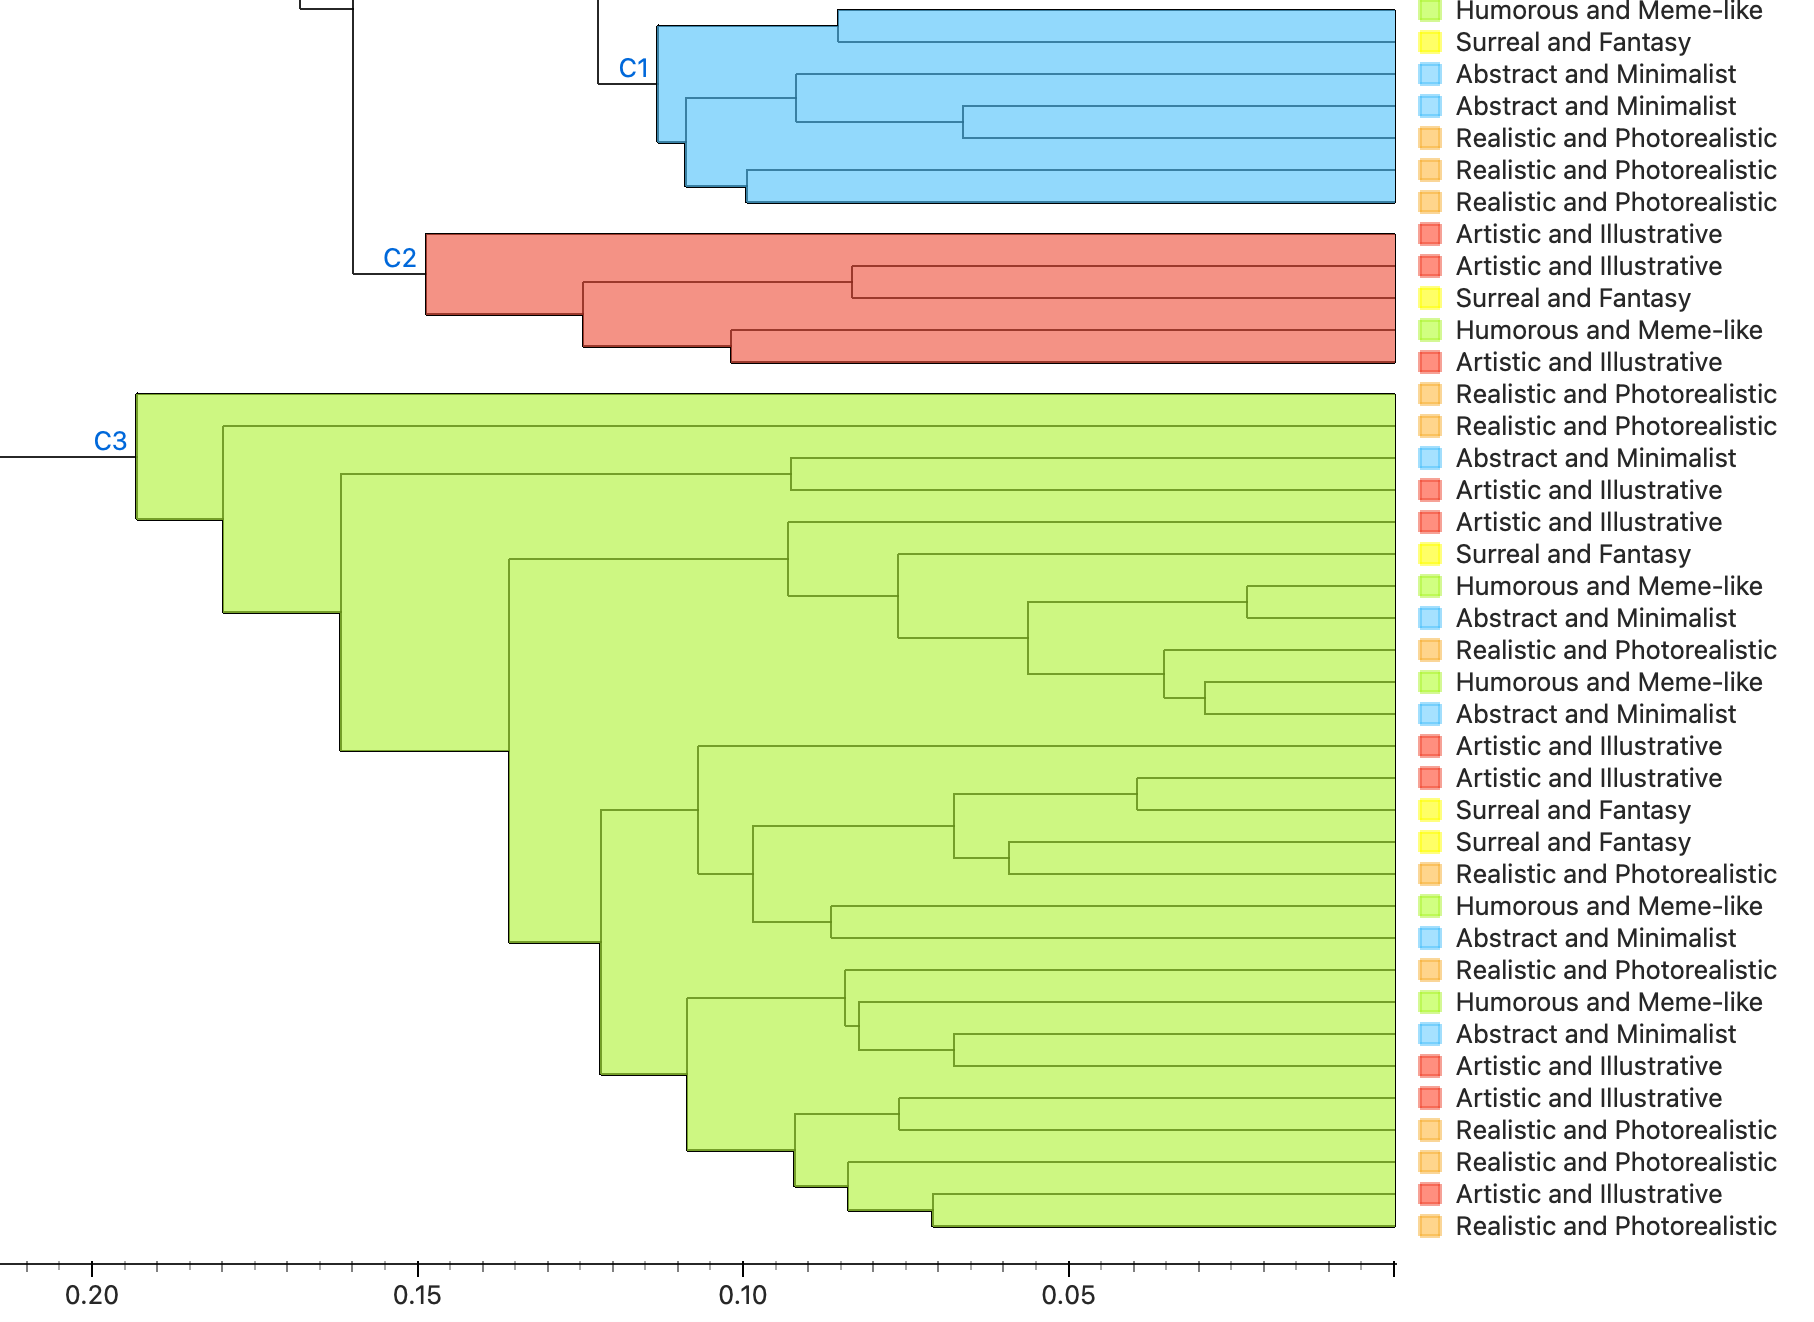 Humorous and Meme-like
Surreal and Fantasy
C1
Abstract and Minimalist
Abstract and Minimalist
Realistic and Photorealistic
Realistic and Photorealistic
Realistic and Photorealistic
Artistic and Illustrative
C2
Artistic and Illustrative
Surreal and Fantasy
Humorous and Meme-like
Artistic and Illustrative
Realistic and Photorealistic
Realistic and Photorealistic
C3
Abstract and Minimalist
Artistic and Illustrative
Artistic and Illustrative
Surreal and Fantasy
Humorous and Meme-like
Abstract and Minimalist
Realistic and Photorealistic
Humorous and Meme-like
Abstract and Minimalist
Artistic and Illustrative
Artistic and Illustrative
Surreal and Fantasy
Surreal and Fantasy
Realistic and Photorealistic
Humorous and Meme-like
Abstract and Minimalist
Realistic and Photorealistic
Humorous and Meme-like
Abstract and Minimalist
Artistic and Illustrative
Artistic and Illustrative
Realistic and Photorealistic
Realistic and Photorealistic
Artistic and Illustrative
Realistic and Photorealistic
0.20 0.15 0.10 0.05